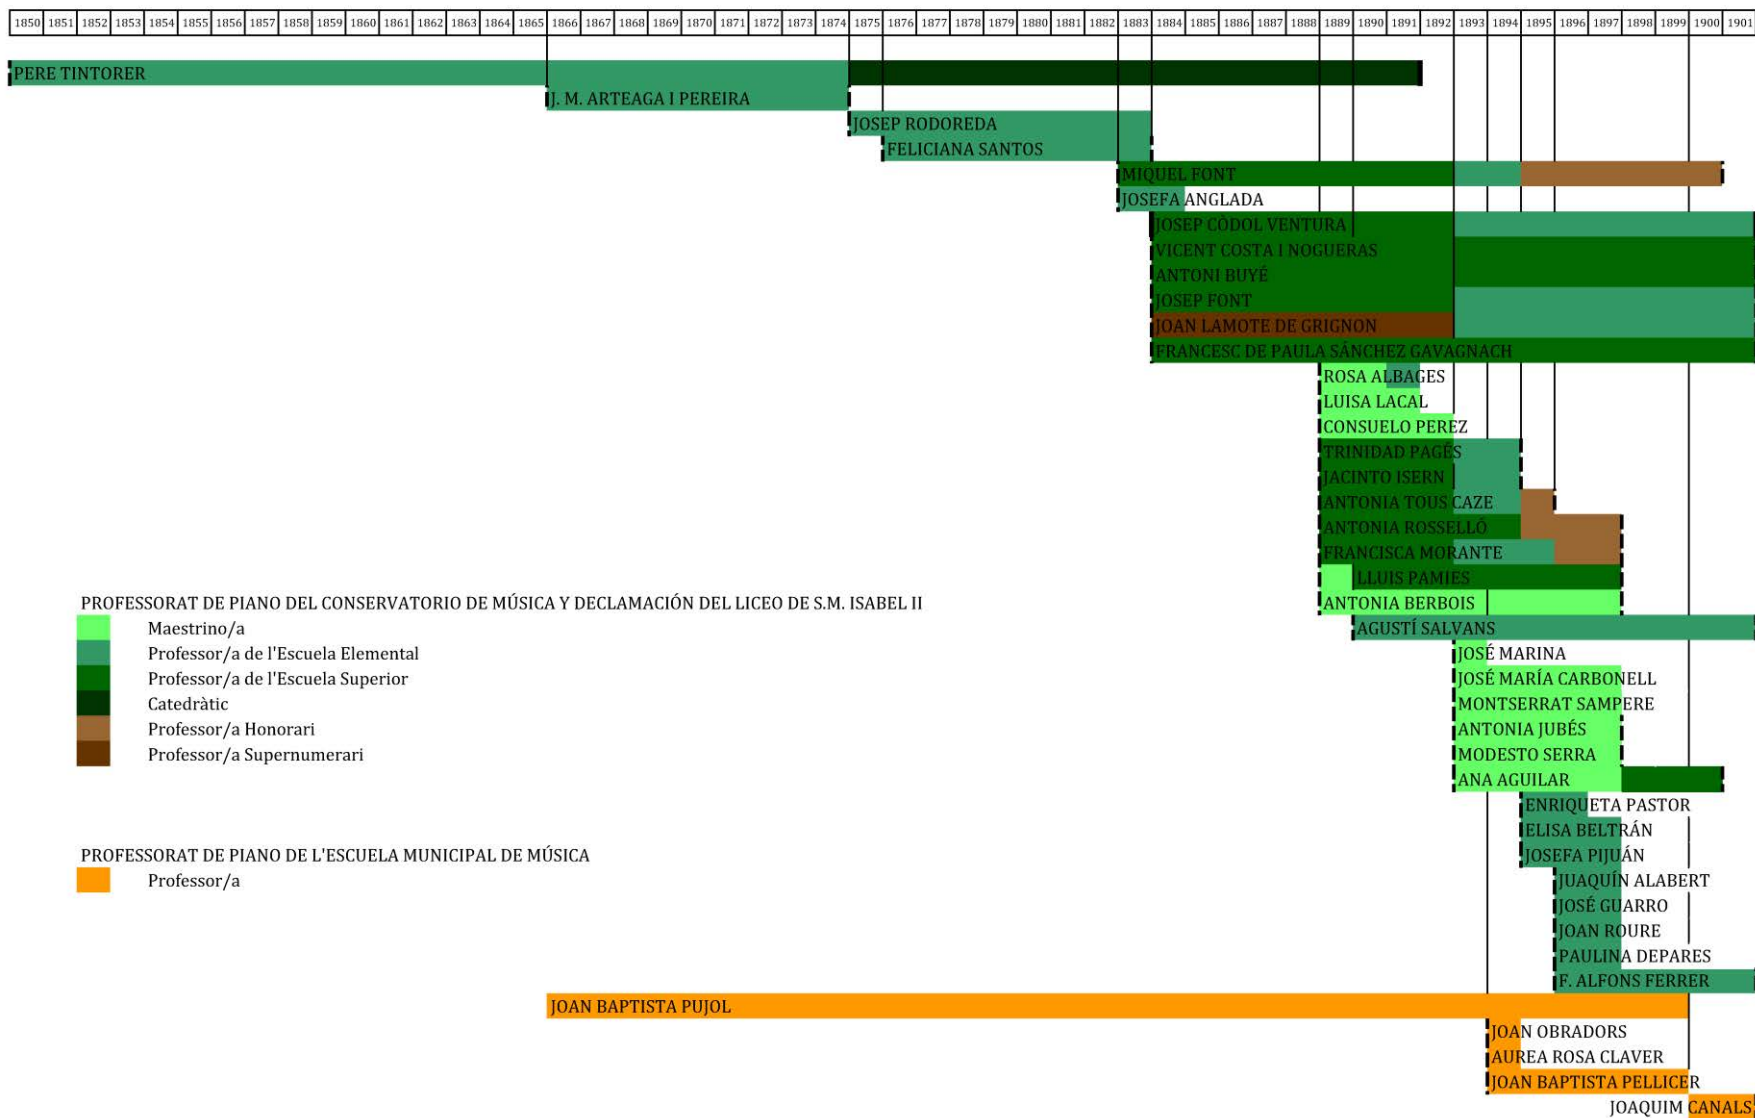 1850 1851 1852 1853 1854 1855 1856 1857 1858 1859 1860 1861 1862 1863 1864 1865 1866 1867 1868 1869 1870 1871 1872 1873 1874 1875 1876 1877 1878 1879 1880 1881 1882 1883 1884 1885 1886 1887 1888 1889 1890 1891 1892 1893 1894 1895 1896 1897 1898 1899 1900 1901
PERE TINTORER
J. M. ARTEAGA I PEREIRA
JOSEP RODOREDA
FELICIANA SANTOS
MIQUEL FONT
JOSEFA ANGLADA
JOSEP CÒDOL VENTURA
VICENT COSTA I NOGUERAS
ANTONI BUYÉ
JOSEP FONT
JOAN LAMOTE DE GRIGNON
FRANCESC DE PAULA SÁNCHEZ GAVAGNACH
ROSA ALBAGES
LUISA LACAL
CONSUELO PEREZ
TRINIDAD PAGÉS
JACINTO ISERN
ANTONIA TOUS CAZE
ANTONIA ROSSELLÓ
FRANCISCA MORANTE
LLUIS PAMIES
ANTONIA BERBOIS
AGUSTÍ SALVANS
JOSÉ MARINA
JOSÉ MARÍA CARBONELL
MONTSERRAT SAMPERE
ANTONIA JUBÉS
MODESTO SERRA
ANA AGUILAR
ENRIQUETA PASTOR
ELISA BELTRÁN
JOSEFA PIJUÁN
JUAQUÍN ALABERT
JOSÉ GUARRO
JOAN ROURE
PAULINA DEPARES
F. ALFONS FERRER
JOAN BAPTISTA PUJOL
JOAN OBRADORS
AUREA ROSA CLAVER
JOAN BAPTISTA PELLICER
JOAQUIM CANALS
PROFESSORAT DE PIANO DEL CONSERVATORIO DE MÚSICA Y DECLAMACIÓN DEL LICEO DE S.M. ISABEL II
Maestrino/a
Professor/a de l'Escuela Elemental
Professor/a de l'Escuela Superior
Catedràtic
Professor/a Honorari
Professor/a Supernumerari
PROFESSORAT DE PIANO DE L'ESCUELA MUNICIPAL DE MÚSICA
Professor/a